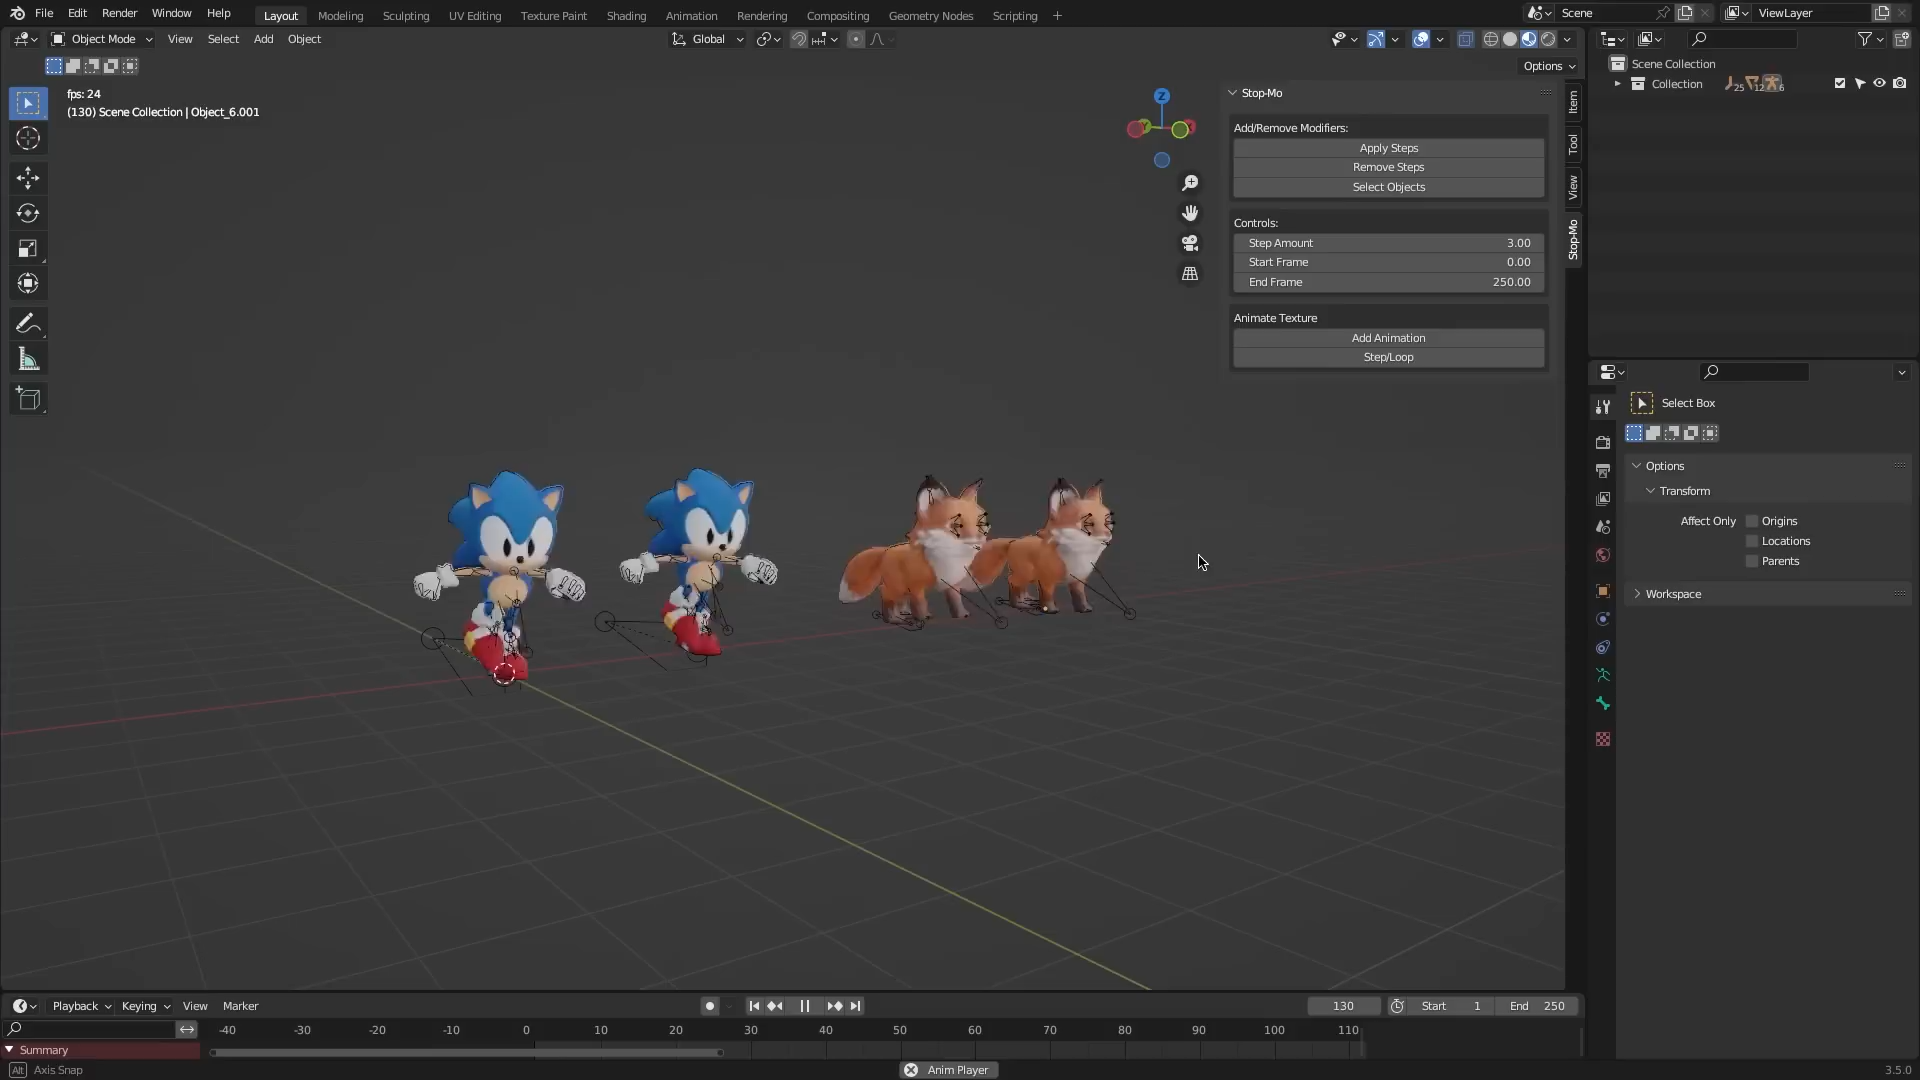 File Edit Render Window Help Layout Modeling Sculpting UV Editing Texture Paint Shading Animation Rendering Compositing Geometry Nodes Scripting + Scene ViewLayer
Object Mode View Select Add Object Global
Options
fps: 24
(130) Scene Collection | Object_6.001
Z
Stop-Mo
Add/Remove Modifiers:
Apply Steps
Remove Steps
Select Objects
Controls:
Step Amount 3.00
Start Frame 0.00
End Frame 250.00
Animate Texture
Add Animation
Step/Loop
Item
Tool
View
Stop-Mo
Scene Collection
Collection 25 12 6
Select Box
Options
Transform
Affect Only Origins
Locations
Parents
Workspace
Playback Keying View Marker 130 Start 1 End 250
-40 -30 -20 -10 0 10 20 30 40 50 60 70 80 90 100 110
Summary
Alt Axis Snap Anim Player 3.5.0